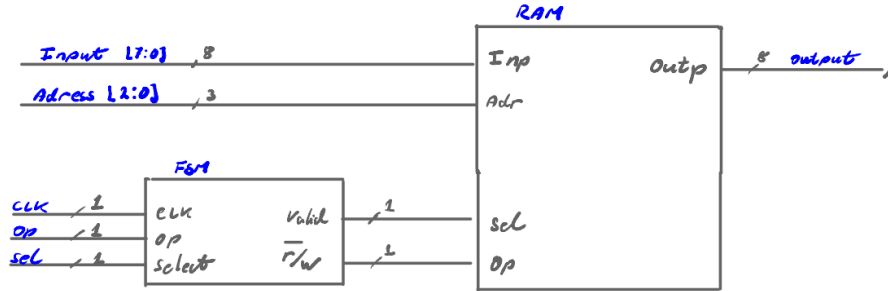 RAM
Input [7:0] 8 Inp Outp 8 output
Adress [2:0] 3 Adr
FSM
CLK 1 CLK valid 1 Sel
Op 1 Op r̅/w 1 Op
Sel 1 Select